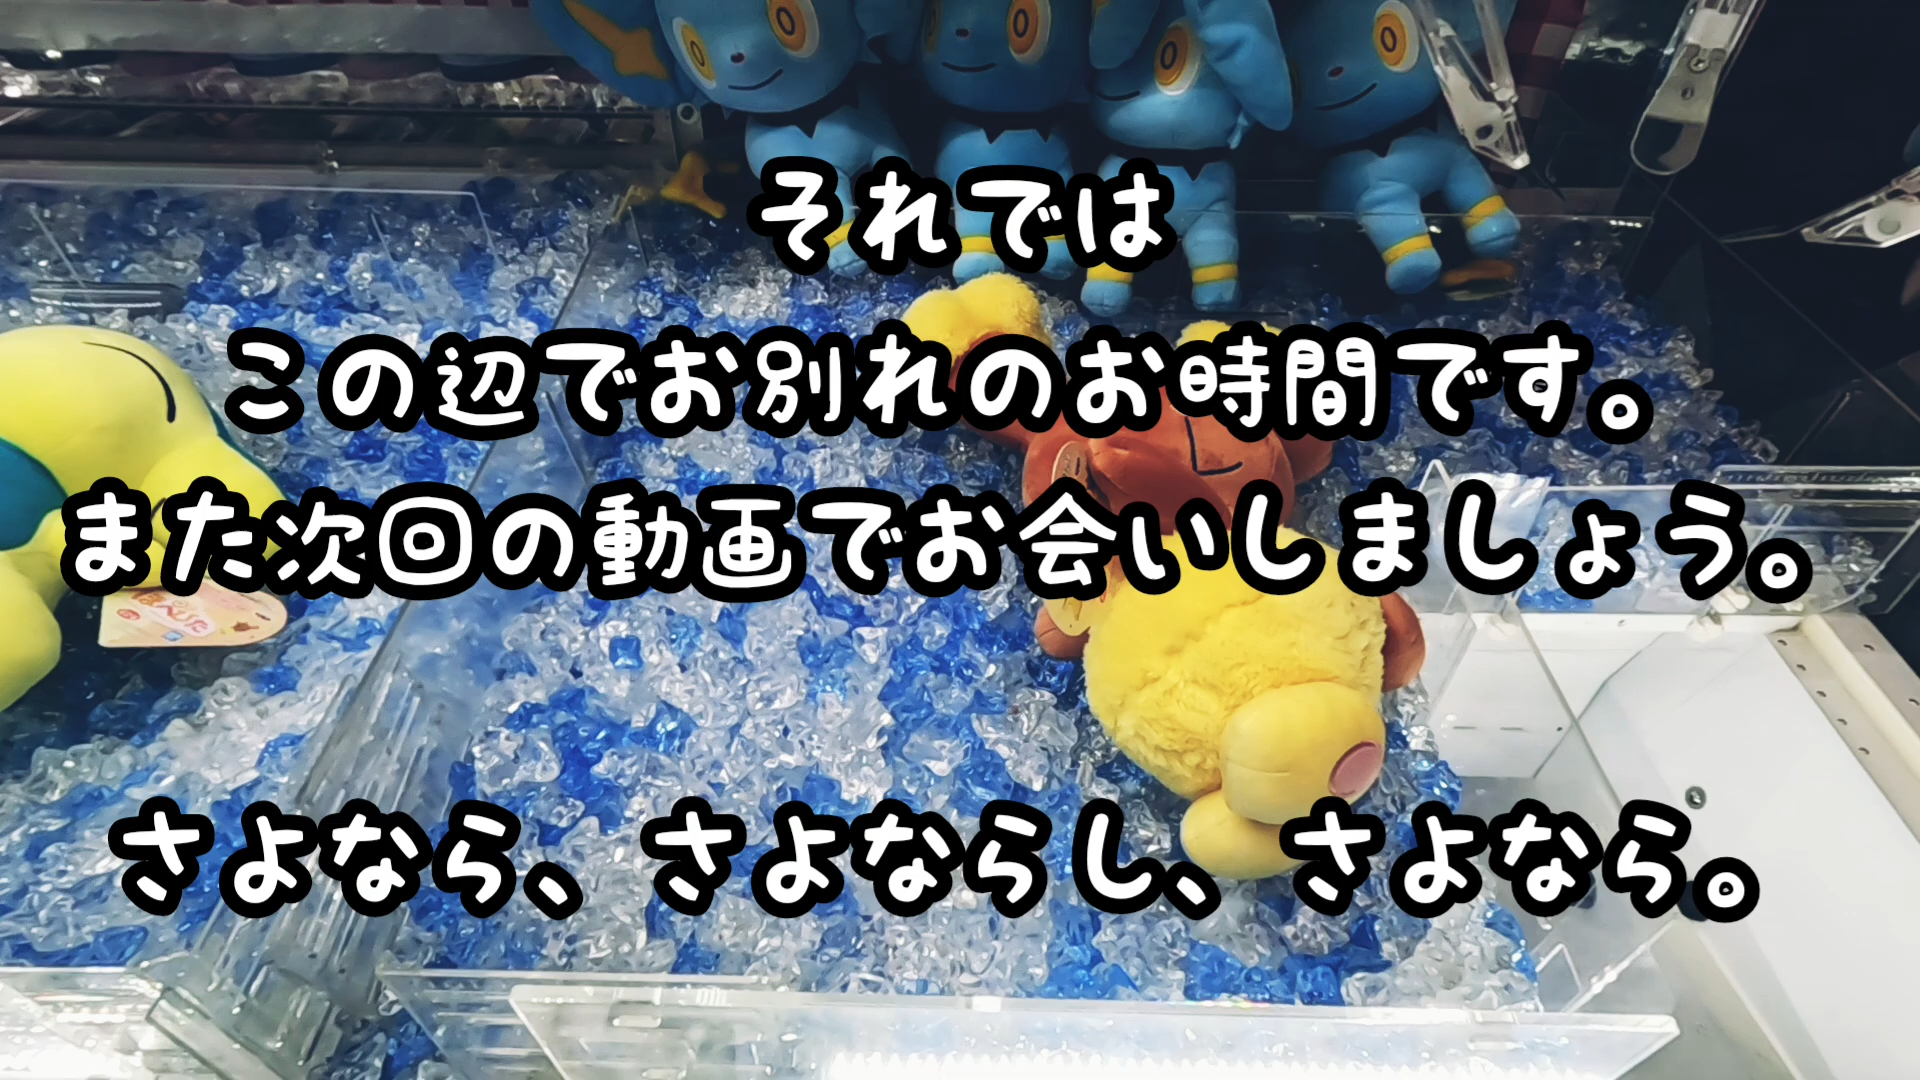 それでは
この辺でお別れのお時間です。
また次回の動画でお会いしましょう。
さよなら、さよならし、さよなら。